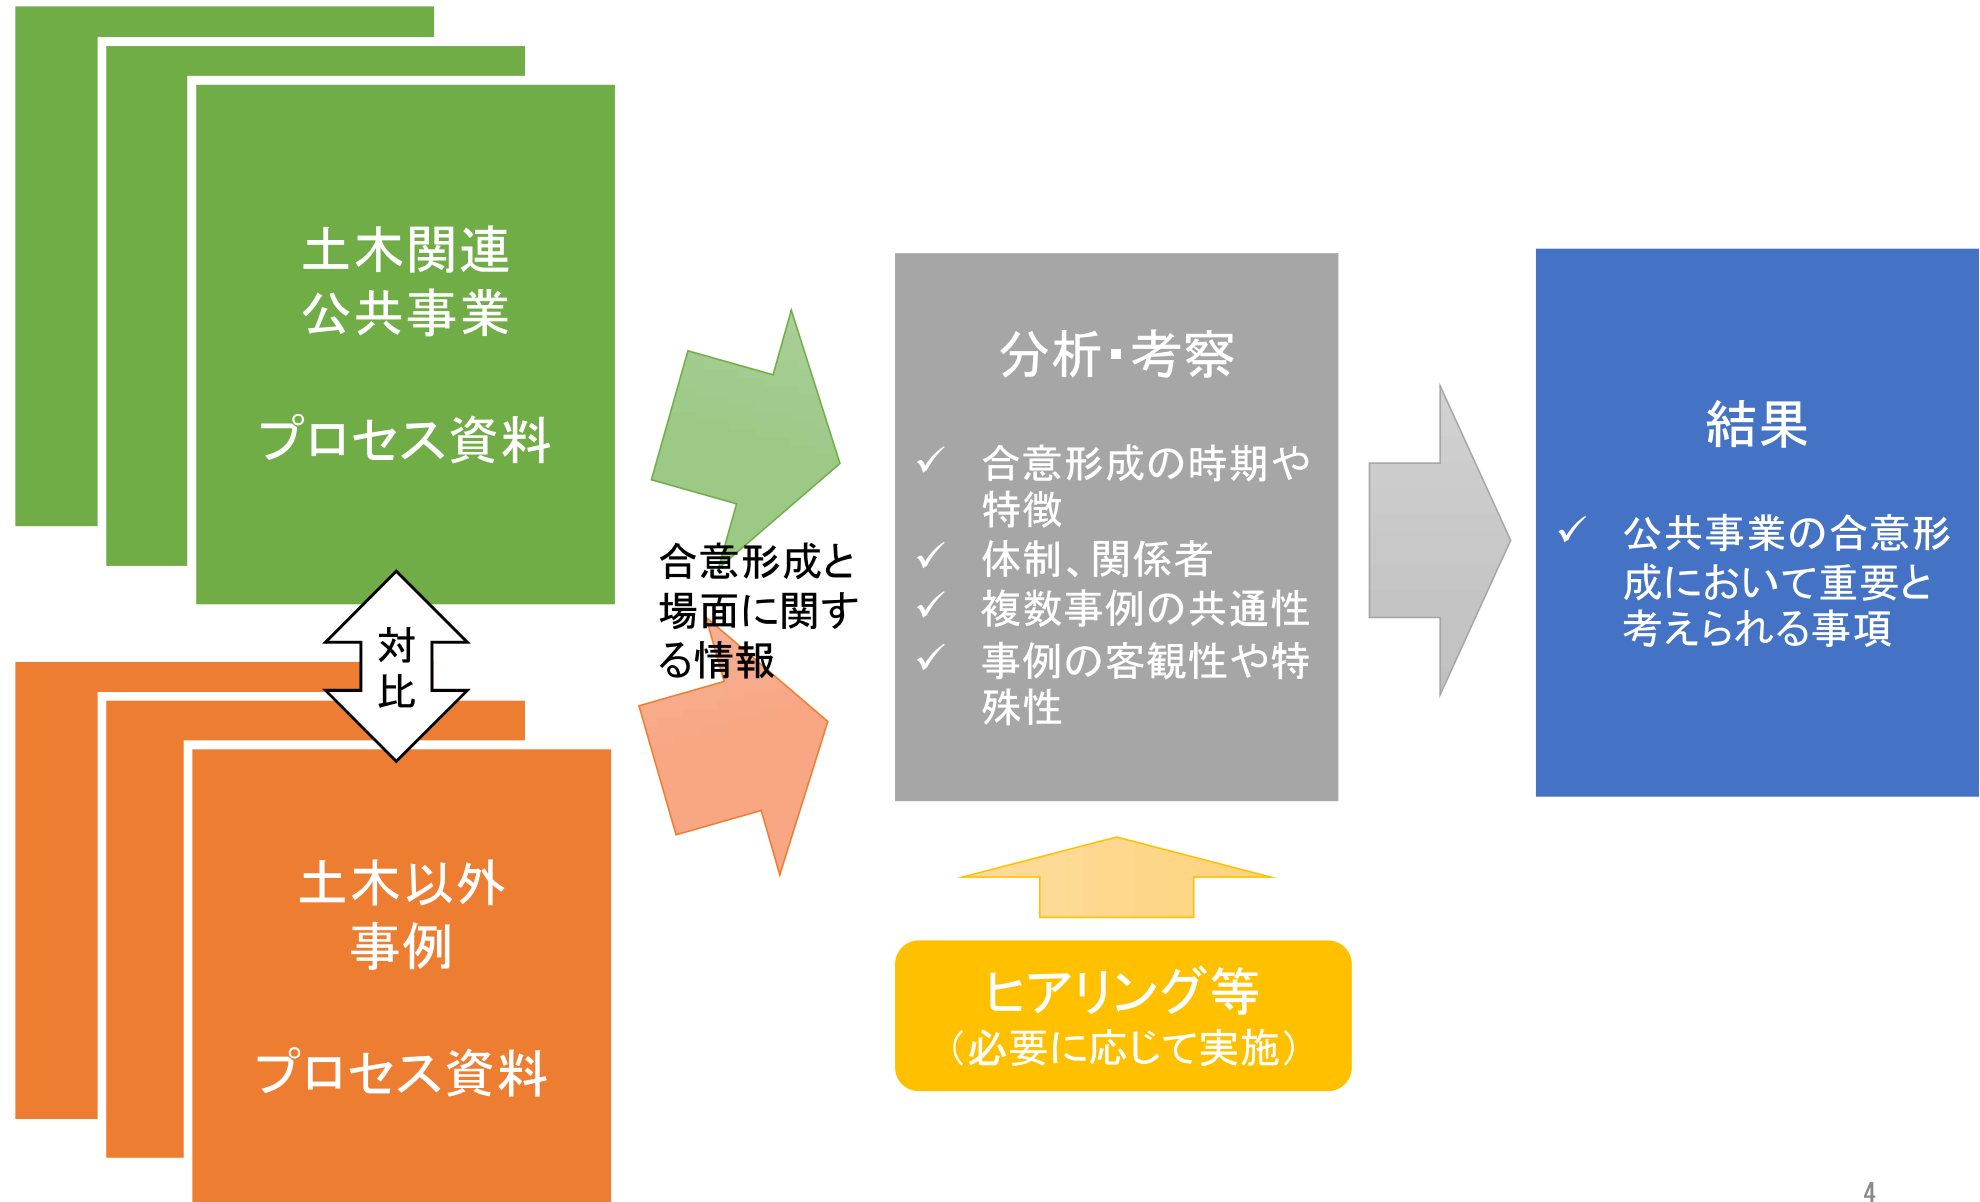 土木関連
公共事業
プロセス資料
対
比
土木以外
事例
プロセス資料
合意形成と
場面に関す
る情報
分析・考察
✓ 合意形成の時期や
特徴
✓ 体制、関係者
✓ 複数事例の共通性
✓ 事例の客観性や特
殊性
ヒアリング等
（必要に応じて実施）
結果
✓ 公共事業の合意形
成において重要と
考えられる事項
4